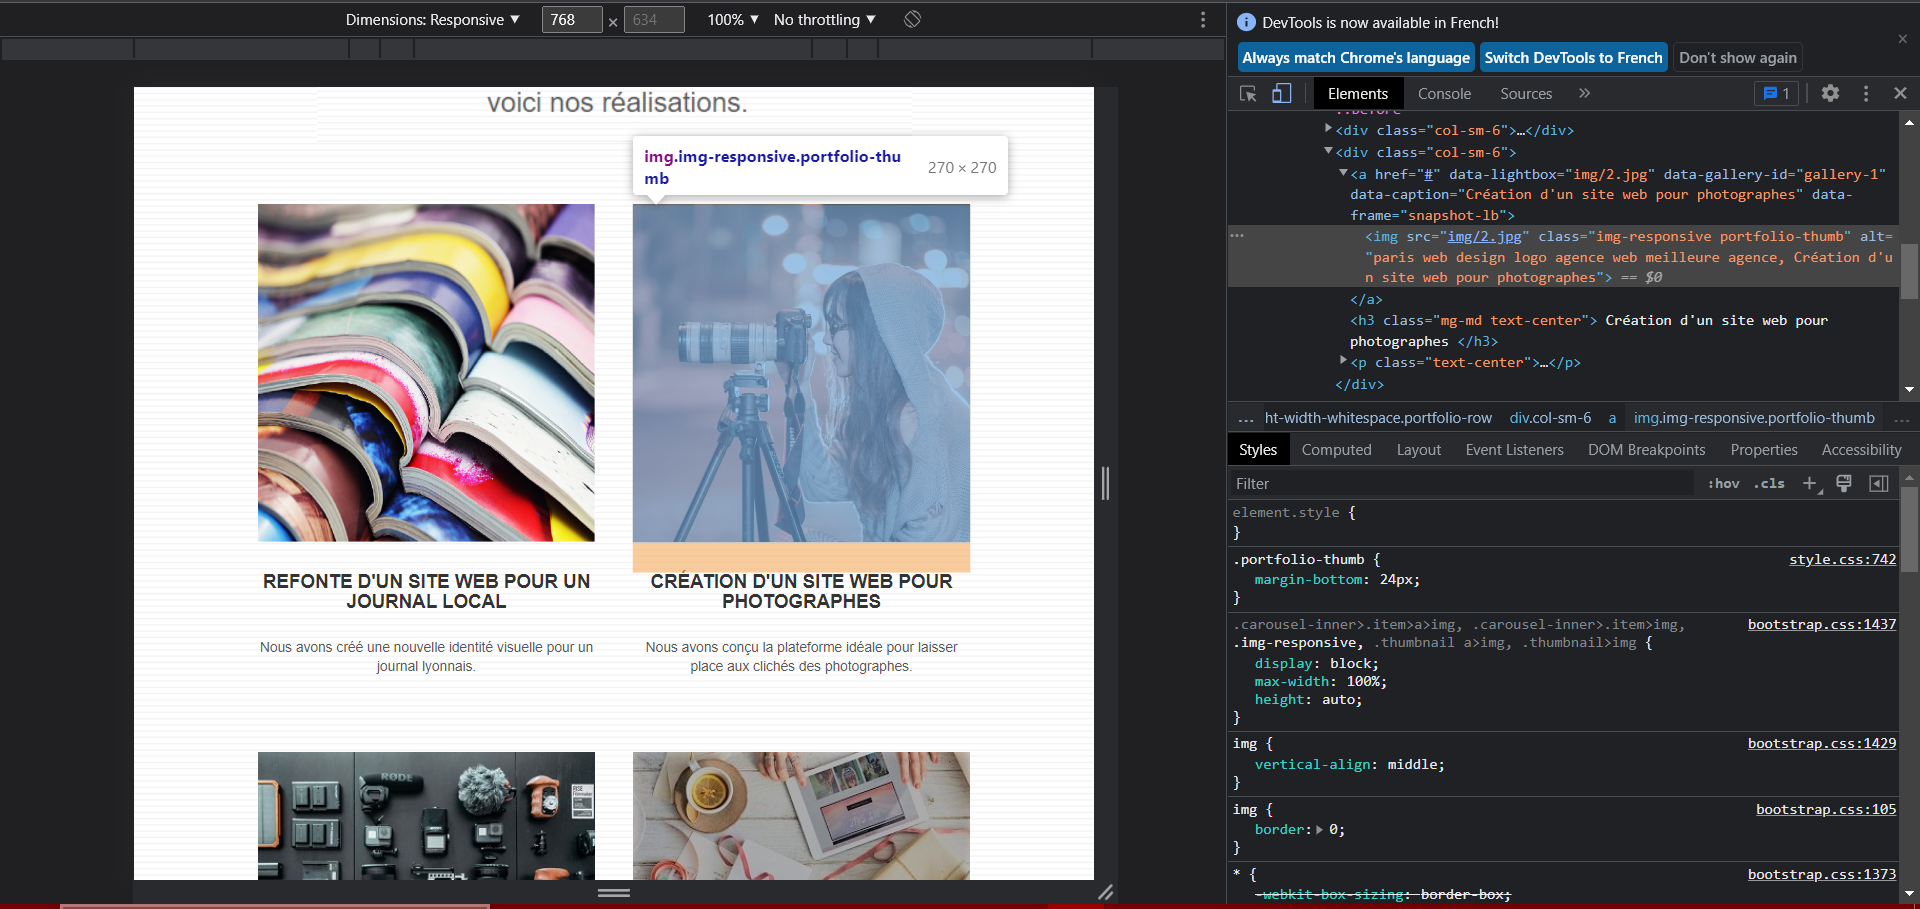 Dimensions: Responsive ▼ 768 × 634 100% ▼ No throttling ▼
DevTools is now available in French!
Always match Chrome's language Switch DevTools to French Don't show again
Elements Console Sources » 1
voici nos réalisations.
img.img-responsive.portfolio-thu
mb
270 × 270
REFONTE D'UN SITE WEB POUR UN
JOURNAL LOCAL
Nous avons créé une nouvelle identité visuelle pour un
journal lyonnais.
CRÉATION D'UN SITE WEB POUR
PHOTOGRAPHES
Nous avons conçu la plateforme idéale pour laisser
place aux clichés des photographes.
RØDE
::before
<div class="col-sm-6">…</div>
<div class="col-sm-6">
<a href="#" data-lightbox="img/2.jpg" data-gallery-id="gallery-1"
data-caption="Création d'un site web pour photographes" data-
frame="snapshot-lb">
<img src="img/2.jpg" class="img-responsive portfolio-thumb" alt=
"paris web design logo agence web meilleure agence, Création d'u
n site web pour photographes"> == $0
</a>
<h3 class="mg-md text-center"> Création d'un site web pour
photographes </h3>
<p class="text-center">…</p>
</div>
... ht-width-whitespace.portfolio-row div.col-sm-6 a img.img-responsive.portfolio-thumb ...
Styles Computed Layout Event Listeners DOM Breakpoints Properties Accessibility
Filter :hov .cls +
element.style {
}
.portfolio-thumb { style.css:742
margin-bottom: 24px;
}
.carousel-inner>.item>a>img, .carousel-inner>.item>img, bootstrap.css:1437
.img-responsive, .thumbnail a>img, .thumbnail>img {
display: block;
max-width: 100%;
height: auto;
}
img { bootstrap.css:1429
vertical-align: middle;
}
img { bootstrap.css:105
border: 0;
}
* { bootstrap.css:1373
-webkit-box-sizing: border-box;